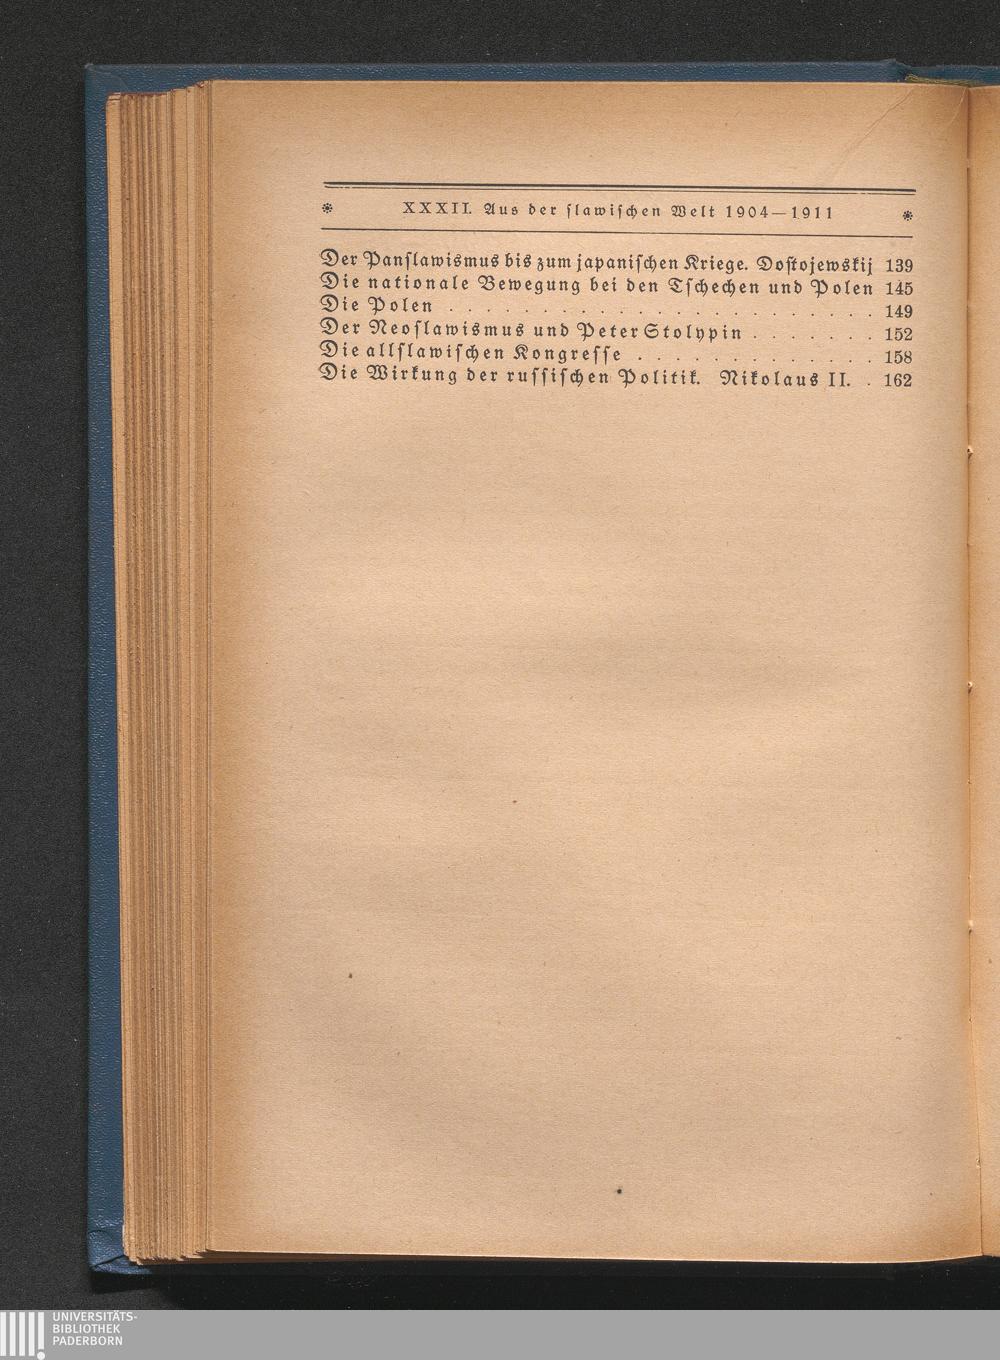 ❉ XXXII. Aus der slawischen Welt 1904—1911 ❉
Der Panslawismus bis zum japanischen Kriege. Dostojewskij 139
Die nationale Bewegung bei den Tschechen und Polen 145
Die Polen . . . . . . . . . . . . . . . . . . . . . . . 149
Der Neoslawismus und Peter Stolypin . . . . . . . 152
Die allslawischen Kongresse . . . . . . . . . . . . . 158
Die Wirkung der russischen Politik. Nikolaus II. . 162
UNIVERSITÄTS-
BIBLIOTHEK
PADERBORN